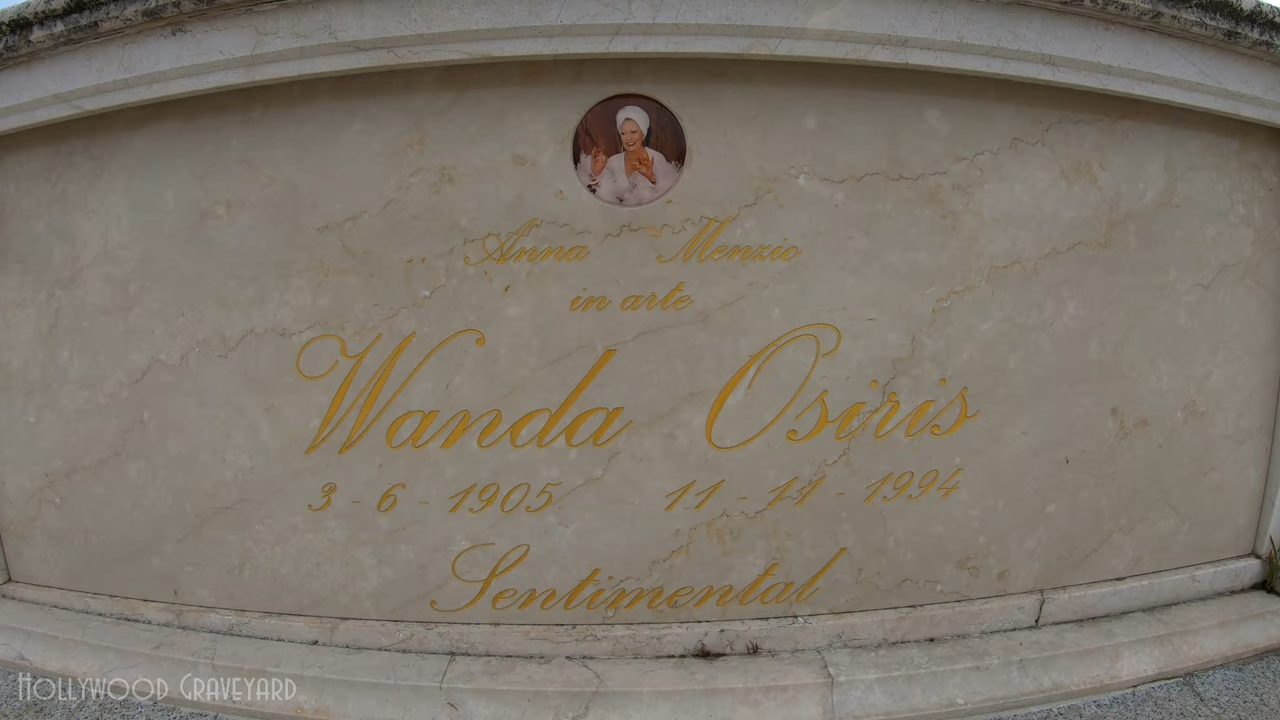 Anna Menzio
in arte
Wanda Osiris
3 - 6 - 1905 11 - 11 - 1994
Sentimental
Hollywood Graveyard